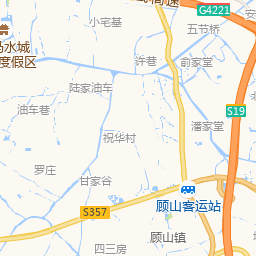 G4221
小宅基
五节桥
马水城
度假区
许巷
俞家堂
陆家油车
油车巷
S19
潘家堂
祝华村
罗庄
甘家谷
顾山客运站
S357
顾山镇
四三房